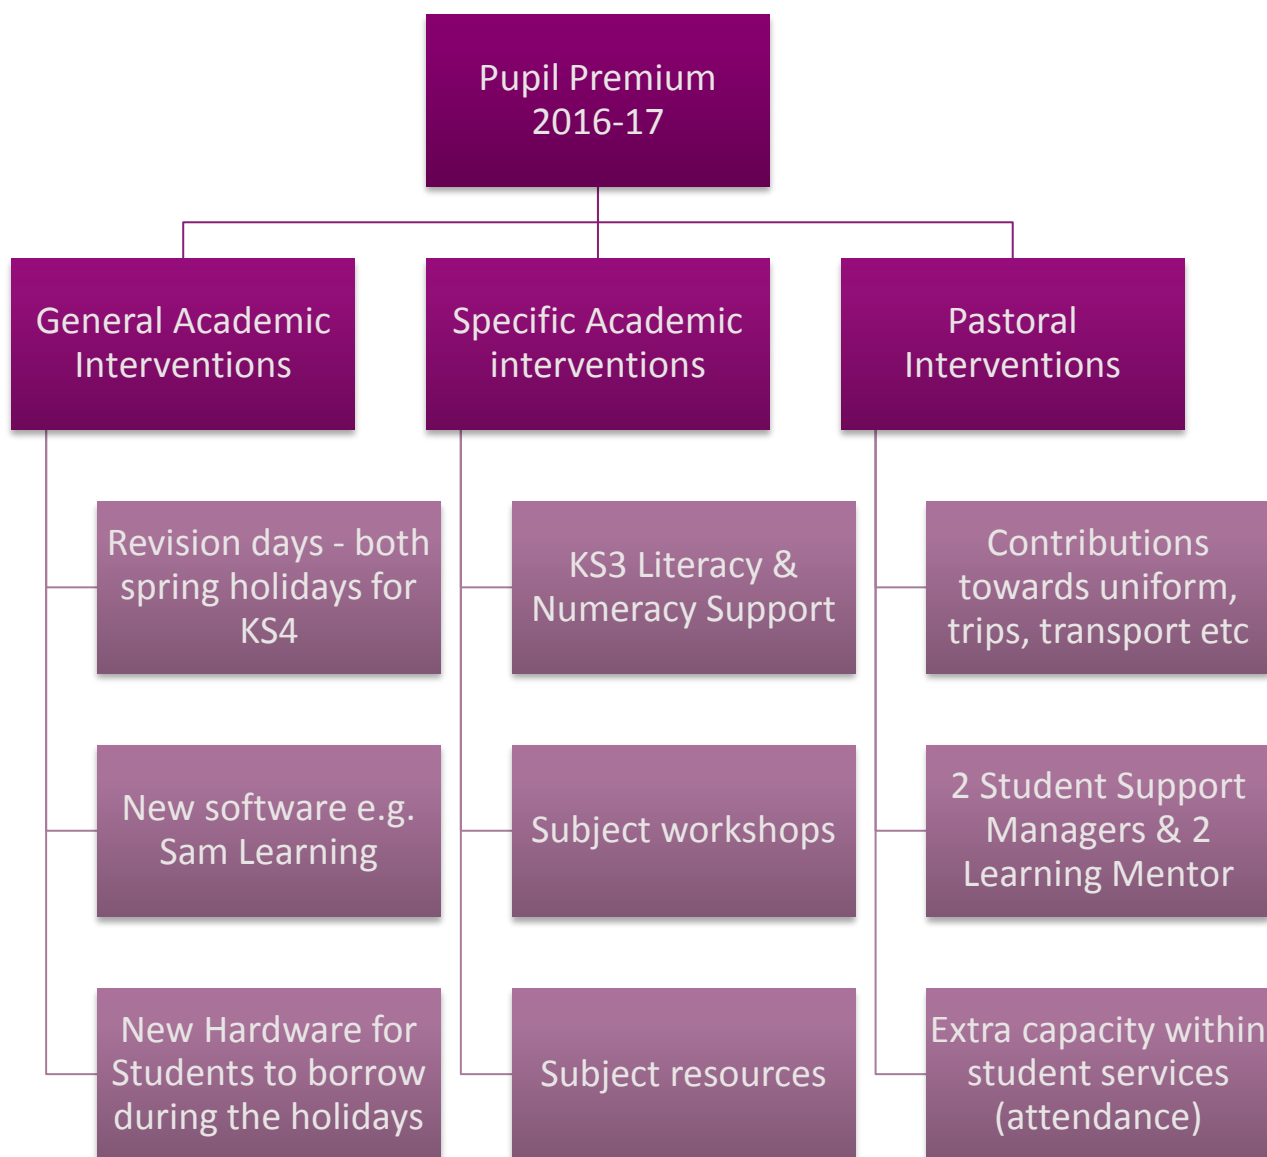 Pupil Premium
2016-17
General Academic
Interventions
Specific Academic
interventions
Pastoral
Interventions
Revision days - both
spring holidays for
KS4
KS3 Literacy &
Numeracy Support
Contributions
towards uniform,
trips, transport etc
New software e.g.
Sam Learning
Subject workshops
2 Student Support
Managers & 2
Learning Mentor
New Hardware for
Students to borrow
during the holidays
Subject resources
Extra capacity within
student services
(attendance)